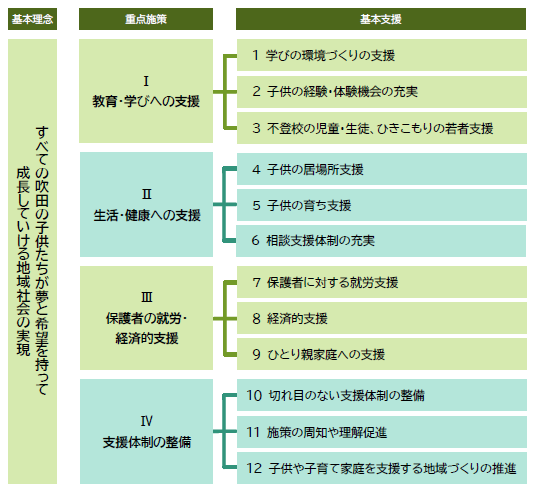 基本理念
重点施策
基本支援
すべての吹田の子供たちが夢と希望を持って
成長していける地域社会の実現
Ⅰ
教育・学びへの支援
1 学びの環境づくりの支援
2 子供の経験・体験機会の充実
3 不登校の児童・生徒、ひきこもりの若者支援
Ⅱ
生活・健康への支援
4 子供の居場所支援
5 子供の育ち支援
6 相談支援体制の充実
Ⅲ
保護者の就労・
経済的支援
7 保護者に対する就労支援
8 経済的支援
9 ひとり親家庭への支援
Ⅳ
支援体制の整備
10 切れ目のない支援体制の整備
11 施策の周知や理解促進
12 子供や子育て家庭を支援する地域づくりの推進